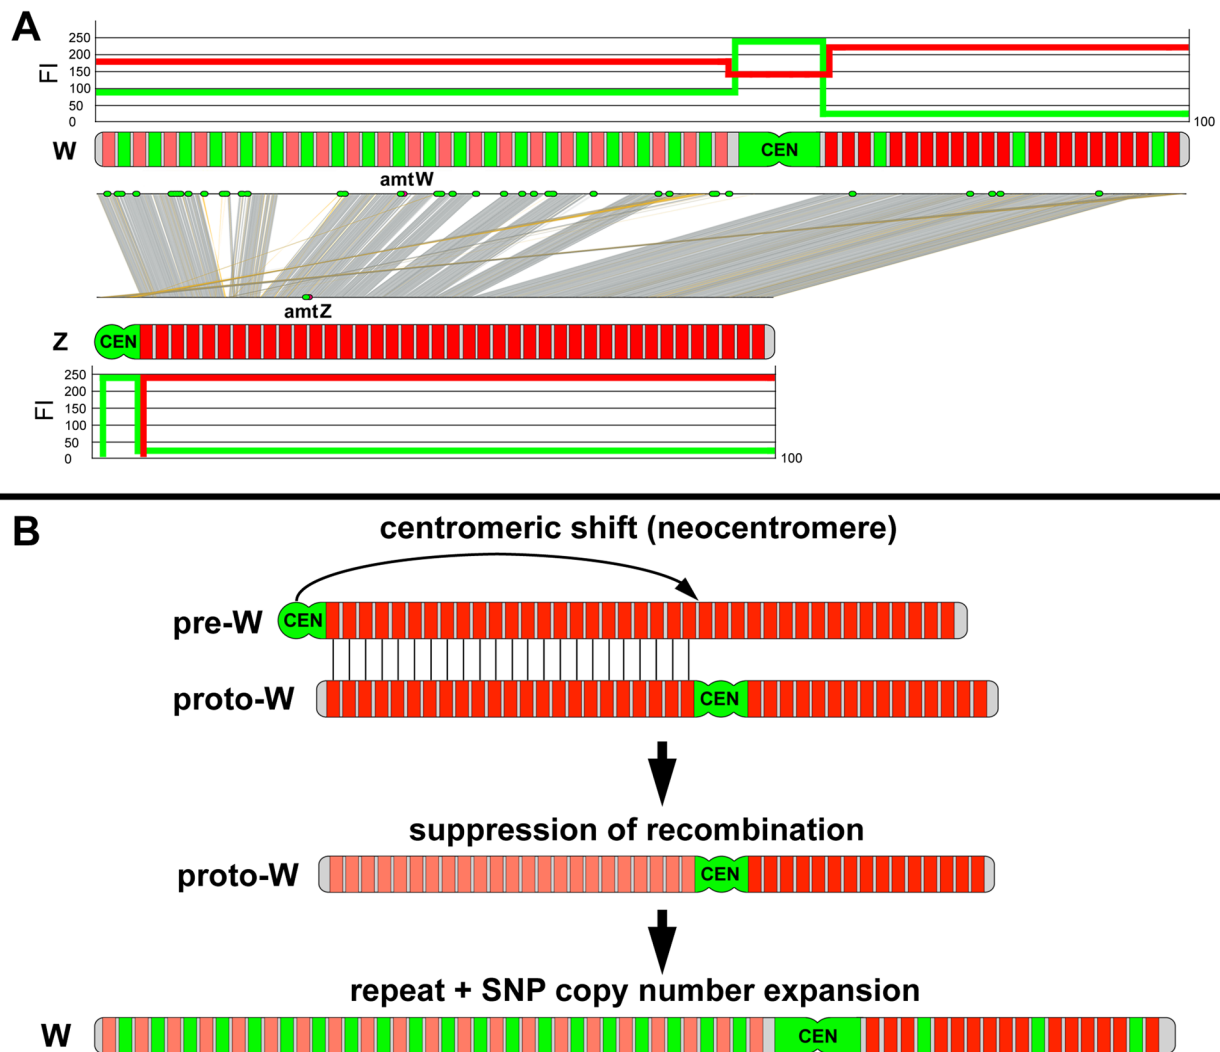 A
FI
250
200
150
100
50
0
100
W
CEN
amtW
amtZ
Z
CEN
FI
250
200
150
100
50
0
100
B
centromeric shift (neocentromere)
pre-W
CEN
proto-W
CEN
suppression of recombination
proto-W
CEN
repeat + SNP copy number expansion
W
CEN